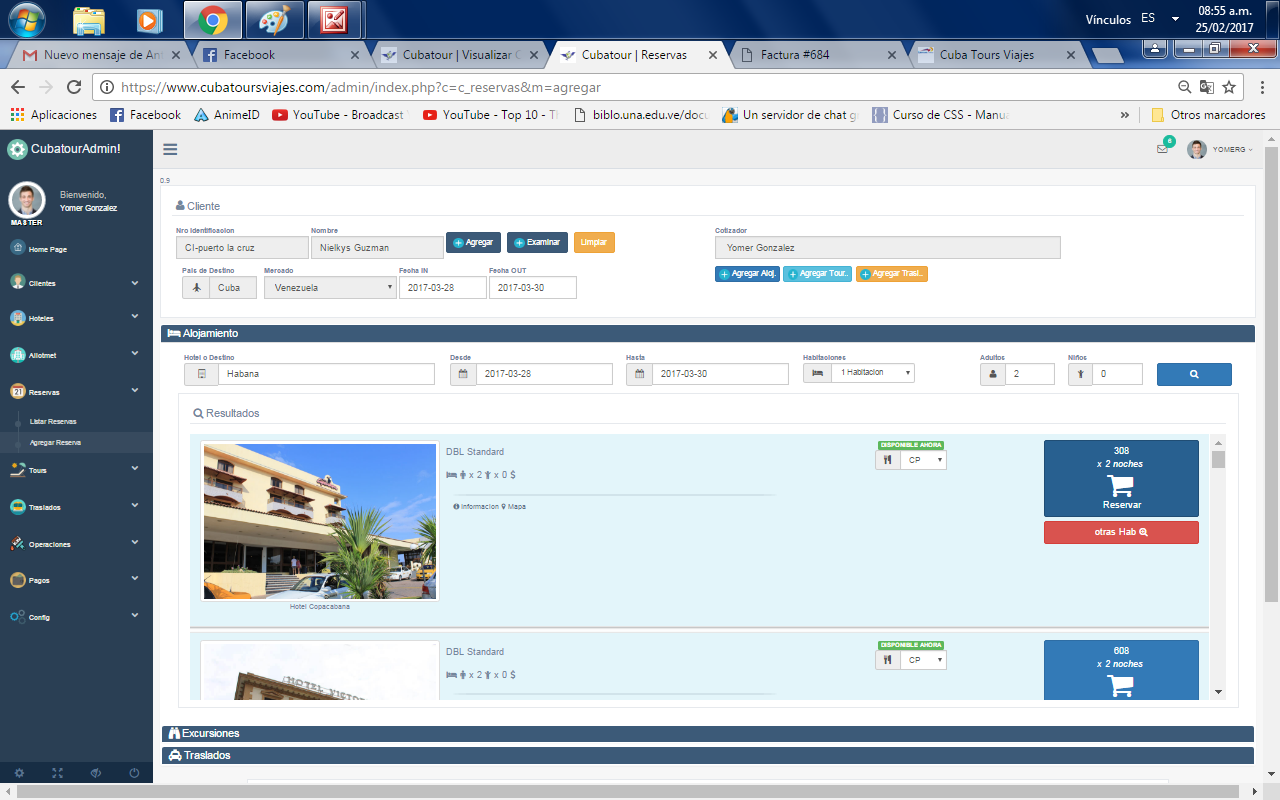 Vínculos ES 08:55 a.m.
25/02/2017
Nuevo mensaje de Ant
Facebook
Cubatour | Visualizar C
Cubatour | Reservas
Factura #684
Cuba Tours Viajes
https://www.cubatoursviajes.com/admin/index.php?c=c_reservas&m=agregar
Aplicaciones
Facebook
AnimeID
YouTube - Broadcast
YouTube - Top 10 - Th
biblo.una.edu.ve/docu
Un servidor de chat gr
Curso de CSS - Manua
»
Otros marcadores
CubatourAdmin!
6
YOMERG
Bienvenido,
Yomer Gonzalez
MASTER
Home Page
Clientes
Hoteles
Allotmet
21 Reservas
Listar Reservas
Agregar Reserva
Tours
Traslados
Operaciones
Pagos
Config
0.9
Cliente
Nro Identificacion Nombre Cotizador
CI-puerto la cruz Nielkys Guzman Agregar Examinar Limpiar Yomer Gonzalez
Pais de Destino Mercado Fecha IN Fecha OUT
Agregar Aloj. Agregar Tour.. Agregar Trasl..
Cuba Venezuela 2017-03-28 2017-03-30
Alojamiento
Hotel o Destino Desde Hasta Habitaciones Adultos Niños
Habana 2017-03-28 2017-03-30 1 Habitacion 2 0
Resultados
DBL Standard DISPONIBLE AHORA 308
CP x 2 noches
x 2 x 0 $
Reservar
Informacion Mapa
otras Hab
Hotel Copacabana
DBL Standard DISPONIBLE AHORA 608
CP x 2 noches
x 2 x 0 $
HOTEL VICTOR
Excursiones
Traslados